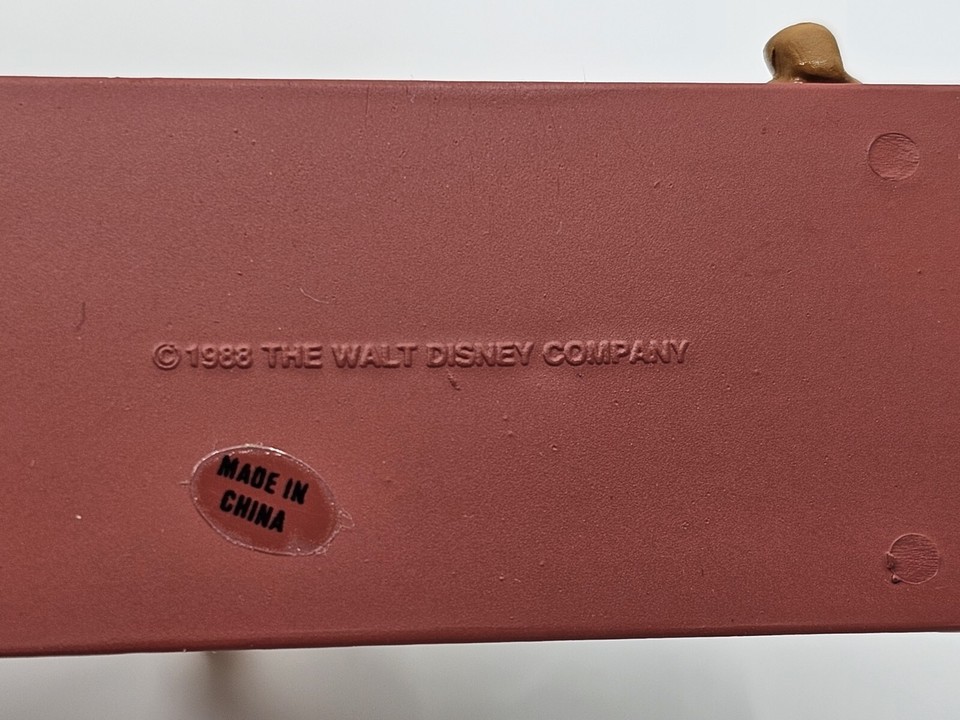 © 1988 THE WALT DISNEY COMPANY
MADE IN
CHINA